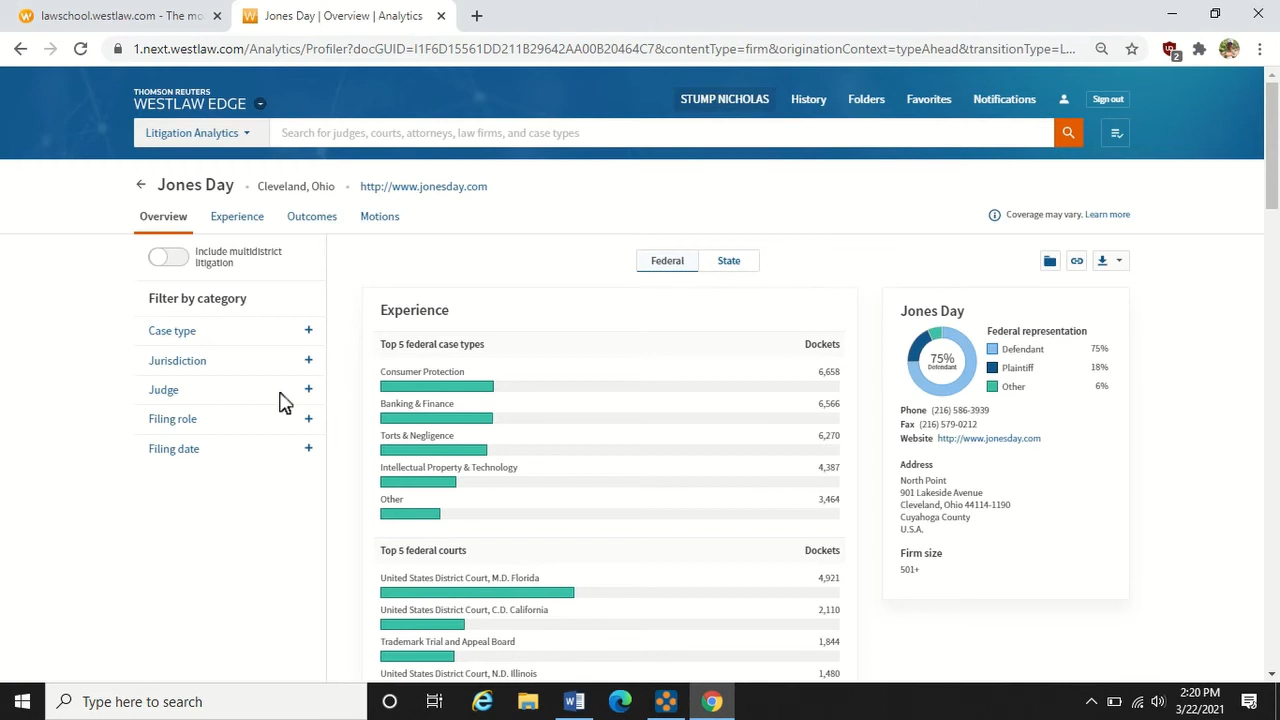 lawschool.westlaw.com - The mo
Jones Day | Overview | Analytics
1.next.westlaw.com/Analytics/Profiler?docGUID=I1F6D15561DD211B29642AA00B20464C7&contentType=firm&originationContext=typeAhead&transitionType=L...
2
THOMSON REUTERS
WESTLAW EDGE
STUMP NICHOLAS History Folders Favorites Notifications Sign out
Litigation Analytics Search for judges, courts, attorneys, law firms, and case types
Jones Day • Cleveland, Ohio • http://www.jonesday.com
Overview Experience Outcomes Motions
Coverage may vary. Learn more
Include multidistrict
litigation
Filter by category
Case type +
Jurisdiction +
Judge +
Filing role +
Filing date +
Federal State
Experience
Top 5 federal case types Dockets
Consumer Protection 6,658
Banking & Finance 6,566
Torts & Negligence 6,270
Intellectual Property & Technology 4,387
Other 3,464
Top 5 federal courts Dockets
United States District Court, M.D. Florida 4,921
United States District Court, C.D. California 2,110
Trademark Trial and Appeal Board 1,844
United States District Court, N.D. Illinois 1,480
Jones Day
75%
Defendant
Federal representation
Defendant 75%
Plaintiff 18%
Other 6%
Phone (216) 586-3939
Fax (216) 579-0212
Website http://www.jonesday.com
Address
North Point
901 Lakeside Avenue
Cleveland, Ohio 44114-1190
Cuyahoga County
U.S.A.
Firm size
501+
Type here to search
2:20 PM
3/22/2021